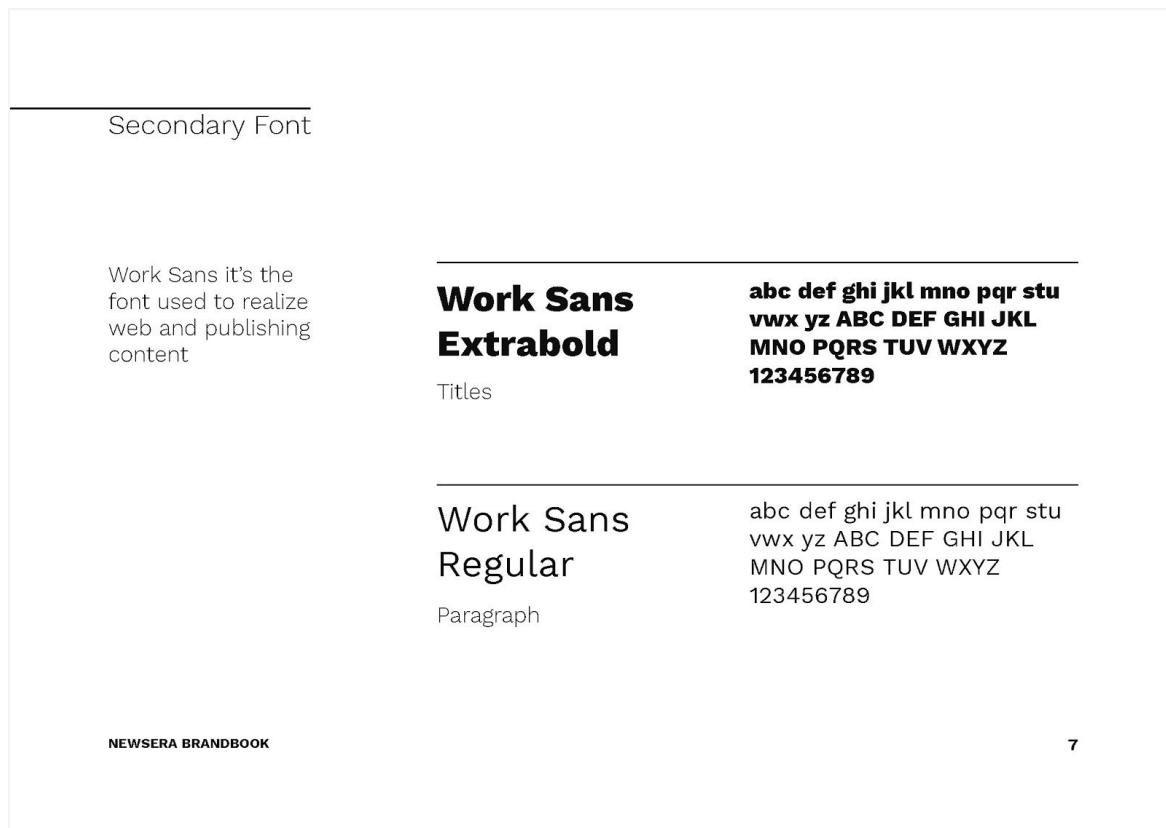 Secondary Font
Work Sans it’s the
font used to realize
web and publishing
content
Work Sans
Extrabold
Titles
abc def ghi jkl mno pqr stu
vwx yz ABC DEF GHI JKL
MNO PQRS TUV WXYZ
123456789
Work Sans
Regular
Paragraph
abc def ghi jkl mno pqr stu
vwx yz ABC DEF GHI JKL
MNO PQRS TUV WXYZ
123456789
NEWSERA BRANDBOOK
7